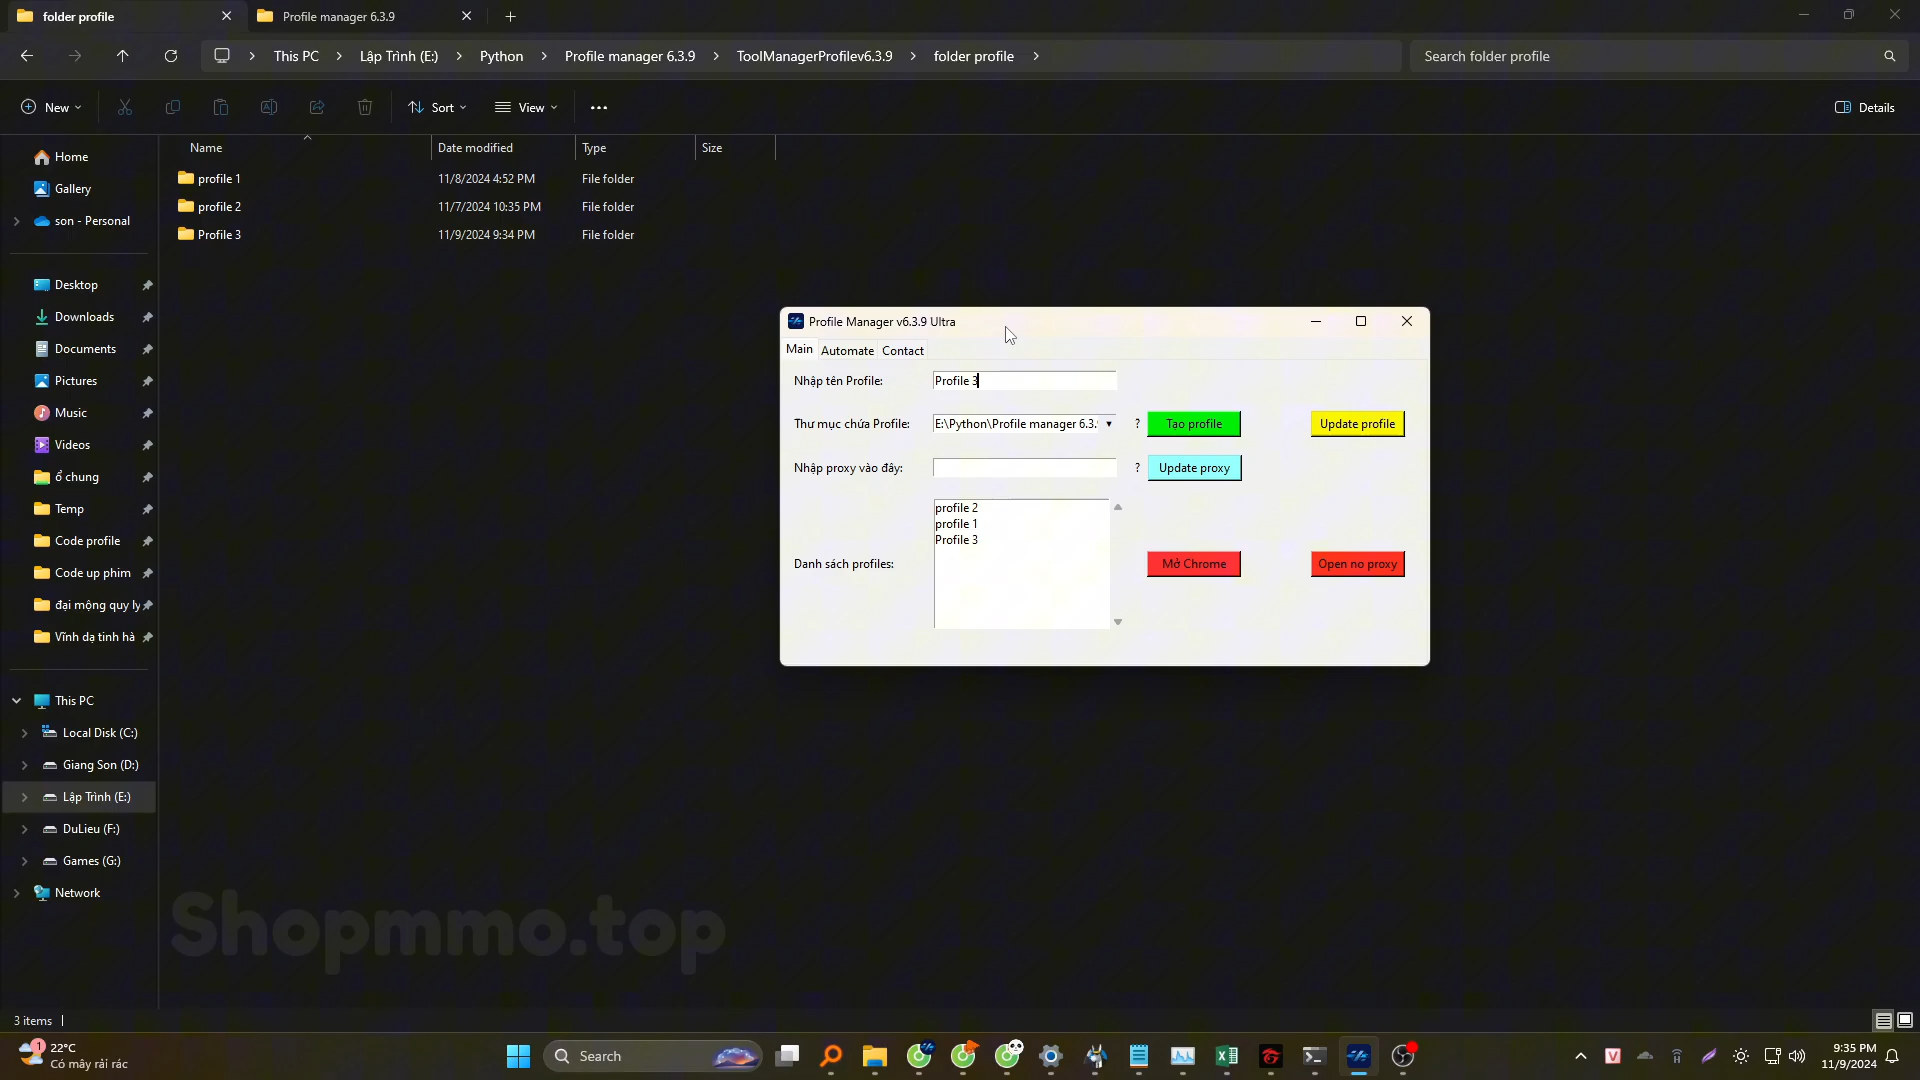 folder profile
Profile manager 6.3.9
This PC
Lập Trình (E:)
Python
Profile manager 6.3.9
ToolManagerProfilev6.3.9
folder profile
Search folder profile
New
Sort
View
Details
Name
Date modified
Type
Size
profile 1
11/8/2024 4:52 PM
File folder
profile 2
11/7/2024 10:35 PM
File folder
Profile 3
11/9/2024 9:34 PM
File folder
Home
Gallery
son - Personal
Desktop
Downloads
Documents
Pictures
Music
Videos
ổ chung
Temp
Code profile
Code up phim
đại mộng quy ly
Vĩnh dạ tinh hà
This PC
Local Disk (C:)
Giang Son (D:)
Lập Trình (E:)
DuLieu (F:)
Games (G:)
Network
Profile Manager v6.3.9 Ultra
Main
Automate
Contact
Nhập tên Profile:
Profile 3
Thư mục chứa Profile:
E:\Python\Profile manager 6.3.9
?
Tạo profile
Update profile
Nhập proxy vào đây:
?
Update proxy
profile 2
profile 1
Profile 3
Danh sách profiles:
Mở Chrome
Open no proxy
Shopmmo.top
3 items
1
22°C
Có mây rải rác
Search
V
9:35 PM
11/9/2024